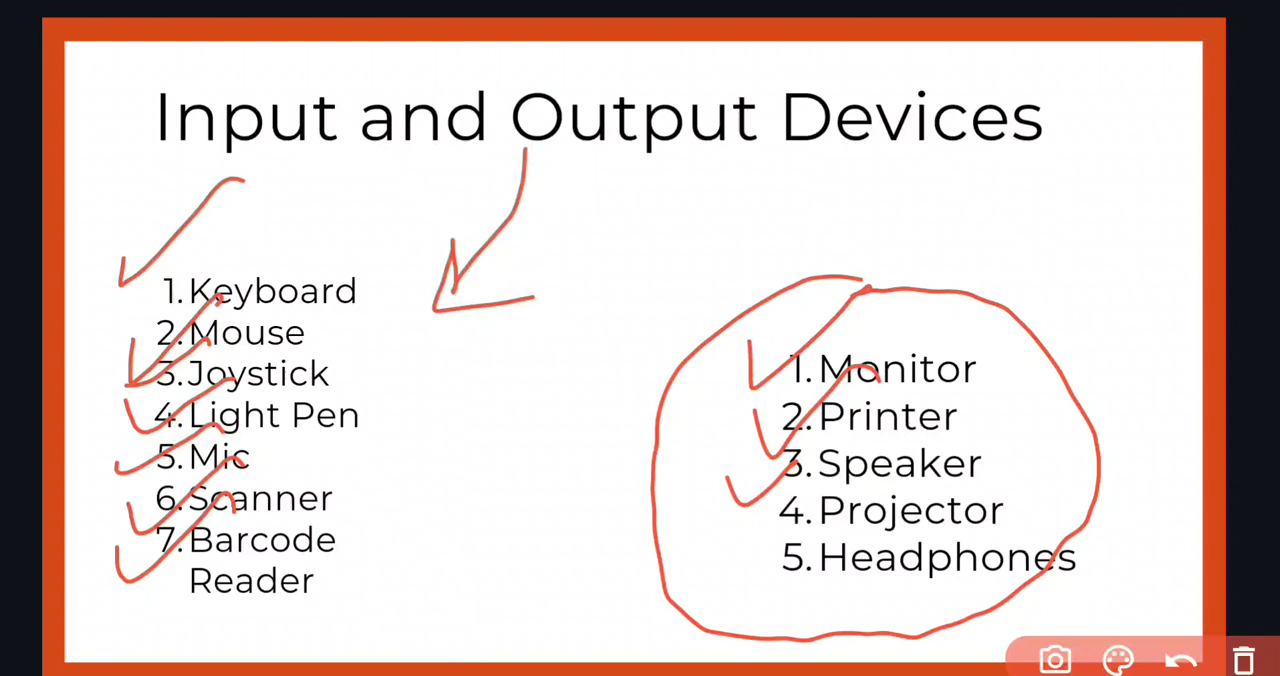 Input and Output Devices
1. Keyboard
2. Mouse
3. Joystick
4. Light Pen
5. Mic
6. Scanner
7. Barcode
Reader
1. Monitor
2. Printer
3. Speaker
4. Projector
5. Headphones